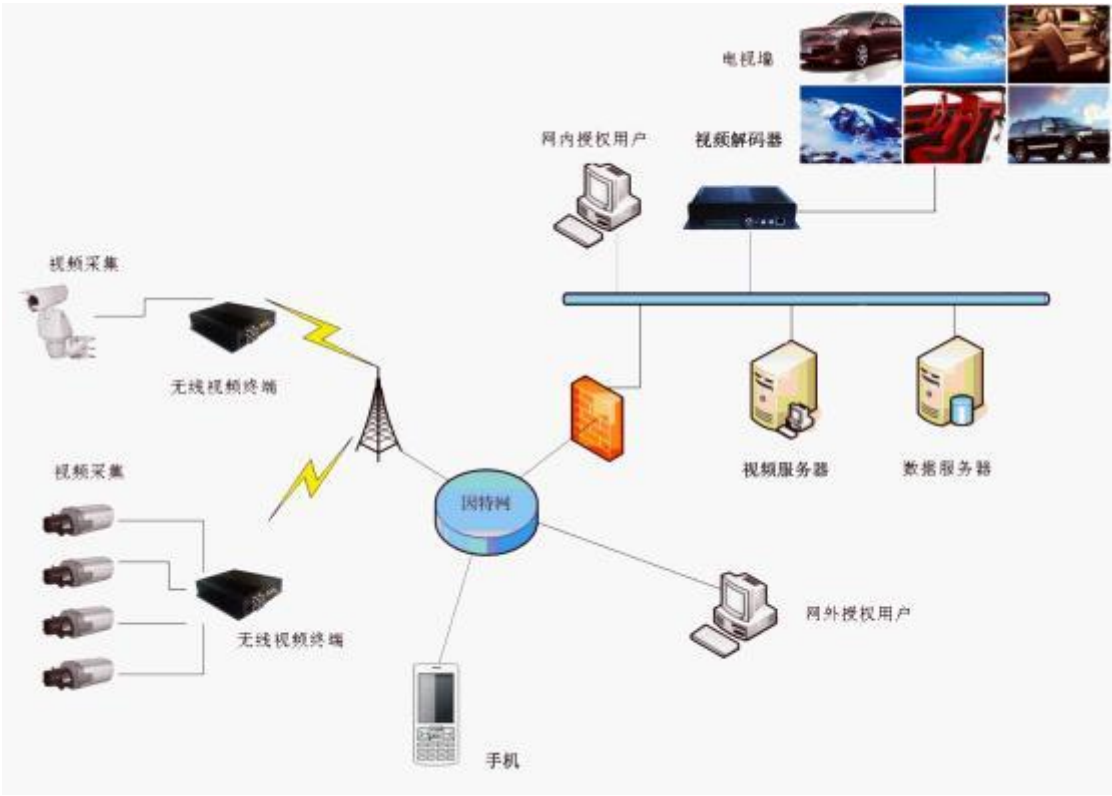 电视墙
网内授权用户
视频解码器
视频采集
无线视频终端
视频采集
视频服务器
数据服务器
因特网
网外授权用户
无线视频终端
手机